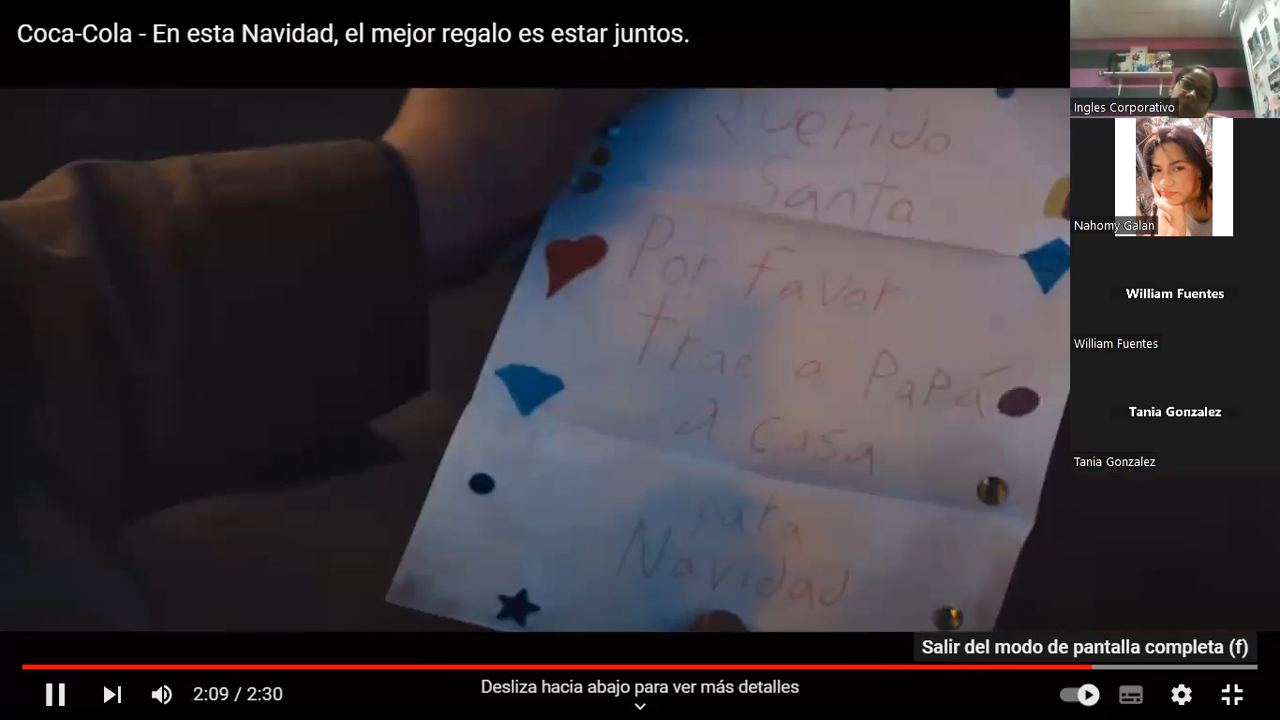 Coca-Cola - En esta Navidad, el mejor regalo es estar juntos.
Querido
Santa
Por favor
trae a Papá
a casa
para
Navidad
Ingles Corporativo
Nahomy Galan
William Fuentes
William Fuentes
Tania Gonzalez
Tania Gonzalez
Salir del modo de pantalla completa (f)
2:09 / 2:30
Desliza hacia abajo para ver más detalles